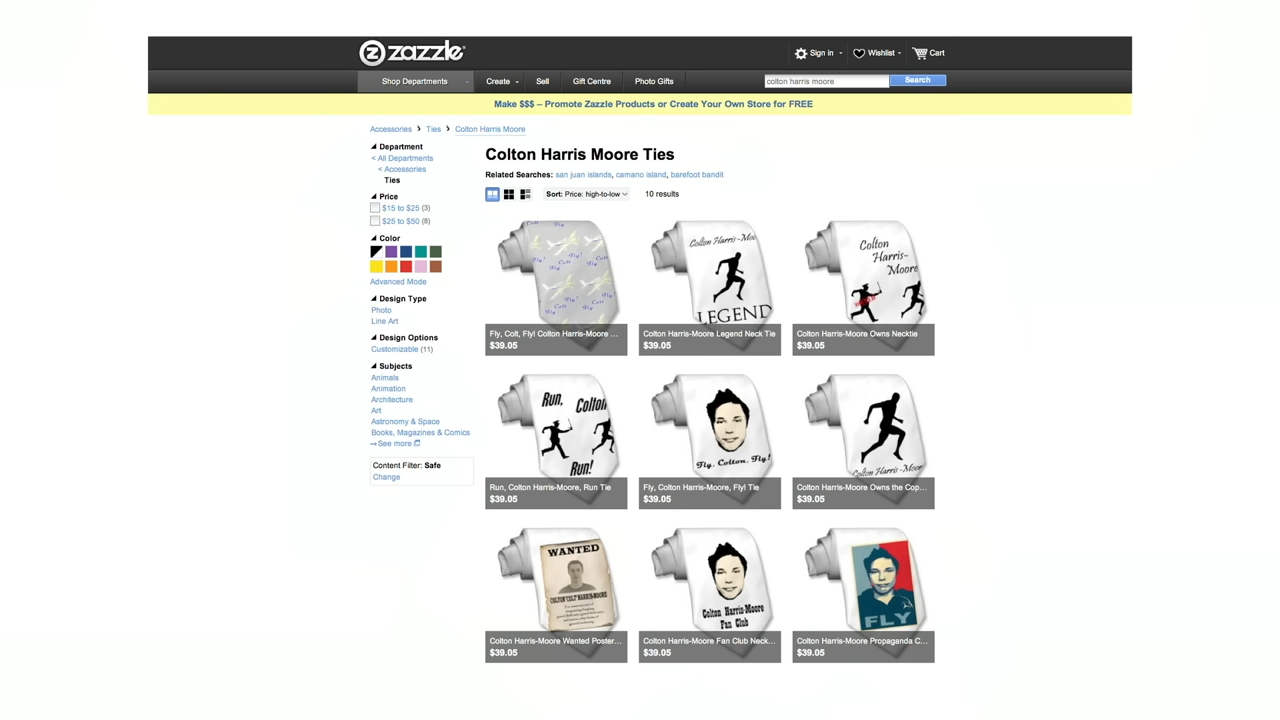 zazzle
Sign in
Wishlist
Cart
Shop Departments
Create
Sell
Gift Centre
Photo Gifts
colton harris moore
Search
Make $$$ – Promote Zazzle Products or Create Your Own Store for FREE
Accessories › Ties › Colton Harris Moore
Department
< All Departments
< Accessories
Ties
Price
$15 to $25 (3)
$25 to $50 (8)
Color
Advanced Mode
Design Type
Photo
Line Art
Design Options
Customizable (11)
Subjects
Animals
Animation
Architecture
Art
Astronomy & Space
Books, Magazines & Comics
See more
Content Filter: Safe
Change
Colton Harris Moore Ties
Related Searches: san juan islands, camano island, barefoot bandit
Sort: Price: high-to-low
10 results
Fly, Colt, Fly! Colton Harris-Moore ...
$39.05
Colton Harris-Moo
LEGEND
Colton Harris-Moore Legend Neck Tie
$39.05
Colton
Harris-
Moore
Colton Harris-Moore Owns Necktie
$39.05
Run, Colton
Run!
Run, Colton Harris-Moore, Run Tie
$39.05
Fly, Colton, Fly!
Fly, Colton Harris-Moore, Fly! Tie
$39.05
Colton Harris-Moor
Colton Harris-Moore Owns the Cop...
$39.05
WANTED
COLTON "COLT" HARRIS-MOORE
Colton Harris-Moore Wanted Poster...
$39.05
Colton Harris-Moore
Fan Club
Colton Harris-Moore Fan Club Neck...
$39.05
FLY
Colton Harris-Moore Propaganda C...
$39.05